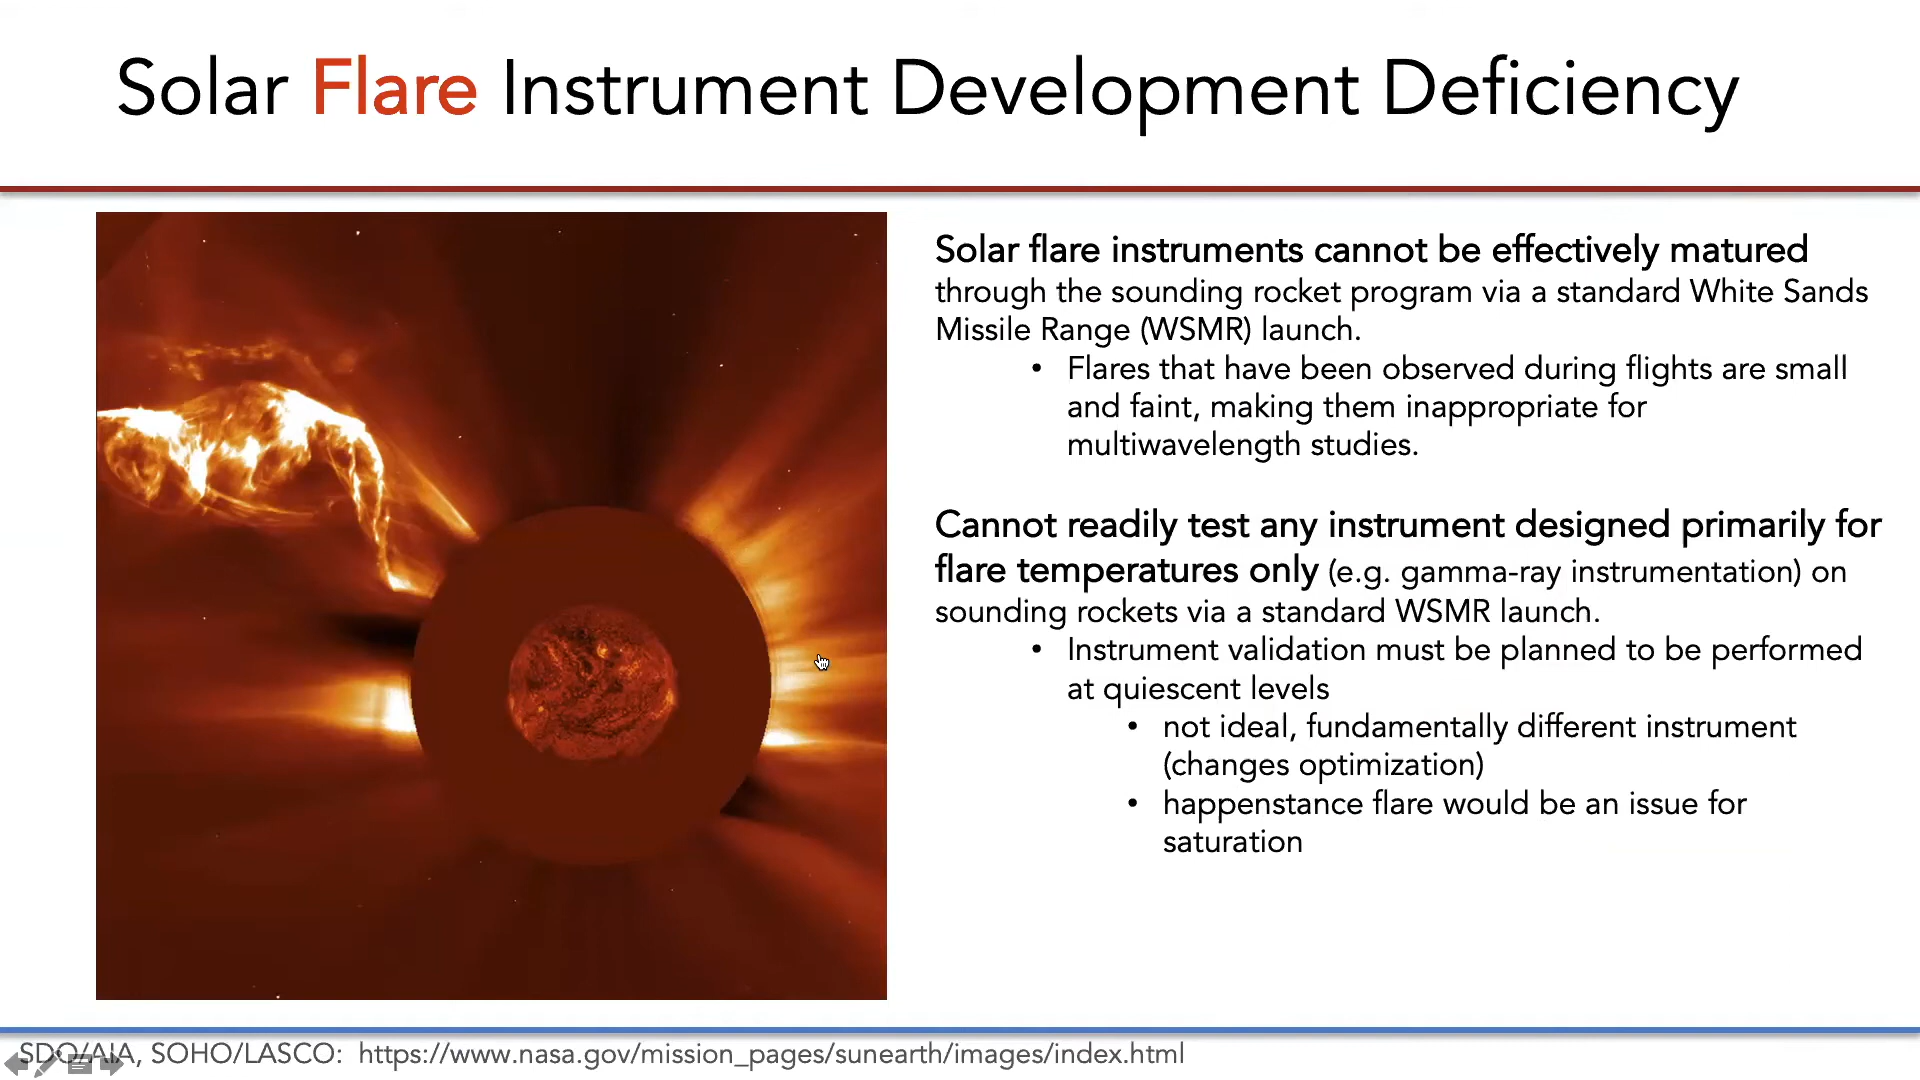 Solar Flare Instrument Development Deficiency
Solar flare instruments cannot be effectively matured
through the sounding rocket program via a standard White Sands
Missile Range (WSMR) launch.
• Flares that have been observed during flights are small
and faint, making them inappropriate for
multiwavelength studies.
Cannot readily test any instrument designed primarily for
flare temperatures only (e.g. gamma-ray instrumentation) on
sounding rockets via a standard WSMR launch.
• Instrument validation must be planned to be performed
at quiescent levels
• not ideal, fundamentally different instrument
(changes optimization)
• happenstance flare would be an issue for
saturation
SDO/AIA, SOHO/LASCO: https://www.nasa.gov/mission_pages/sunearth/images/index.html